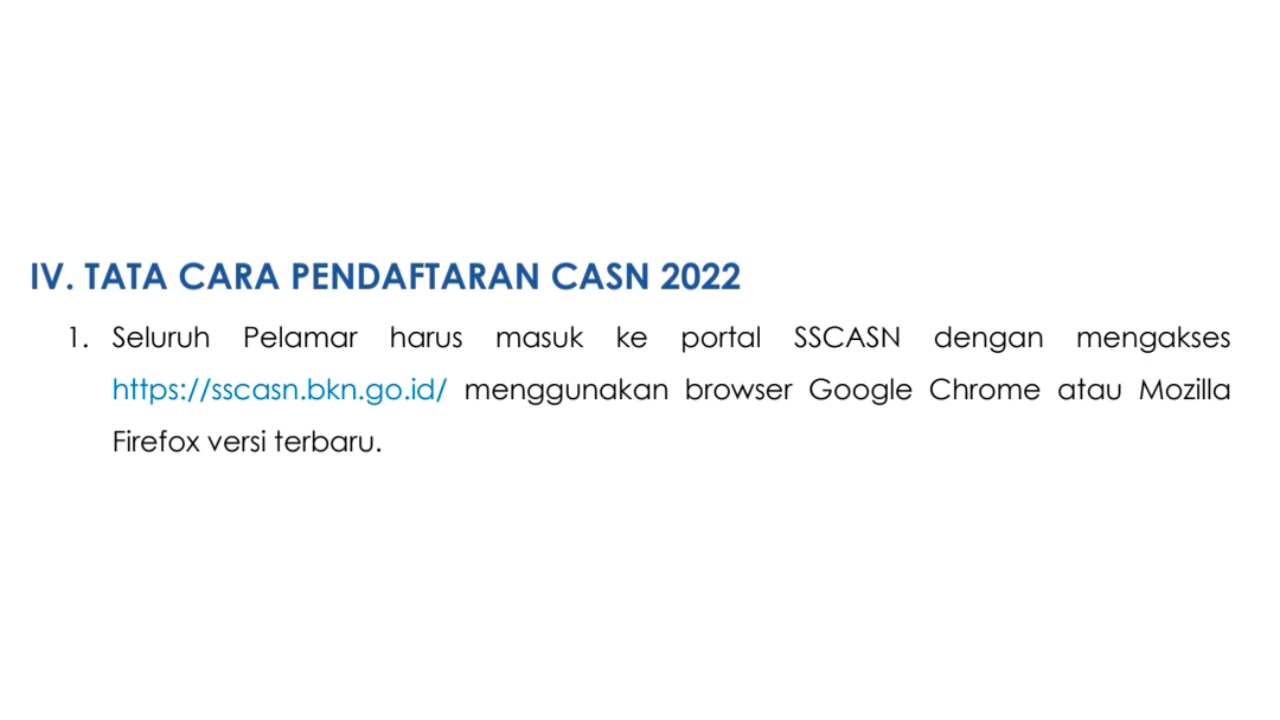 IV. TATA CARA PENDAFTARAN CASN 2022
1. Seluruh Pelamar harus masuk ke portal SSCASN dengan mengakses
https://sscasn.bkn.go.id/ menggunakan browser Google Chrome atau Mozilla
Firefox versi terbaru.